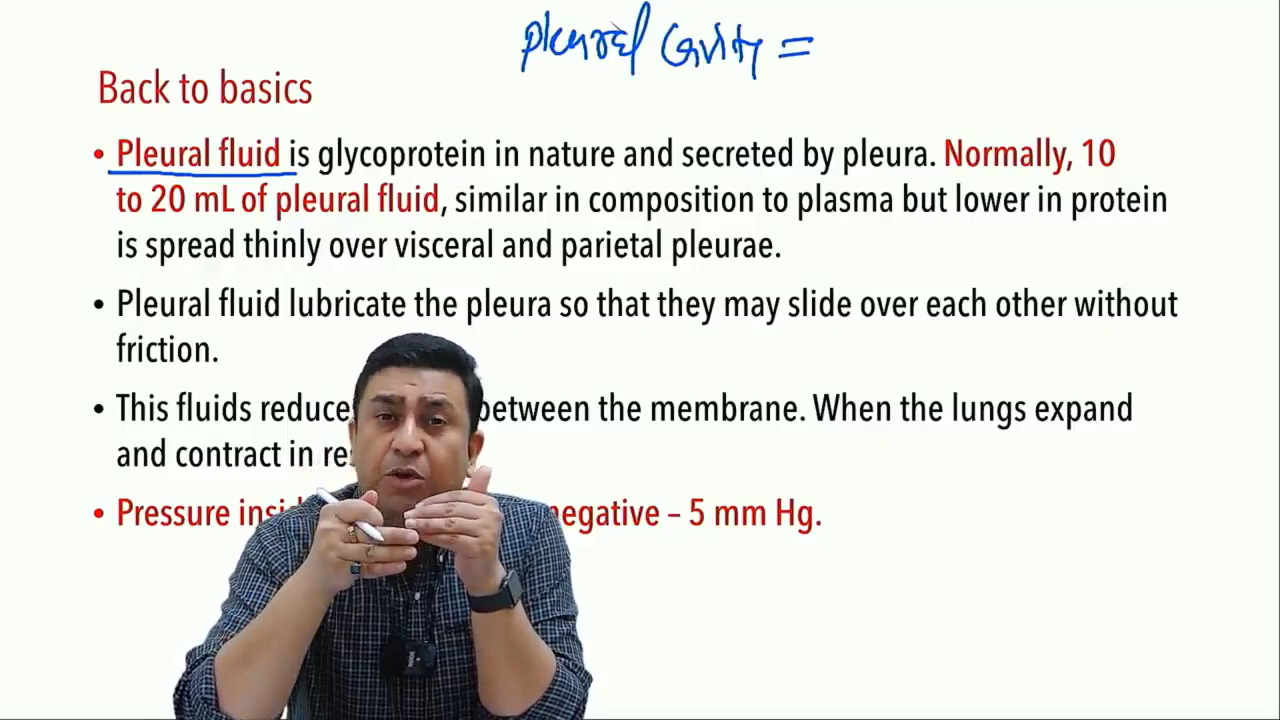 pleural Cavity =
Back to basics
• Pleural fluid is glycoprotein in nature and secreted by pleura. Normally, 10
to 20 mL of pleural fluid, similar in composition to plasma but lower in protein
is spread thinly over visceral and parietal pleurae.
• Pleural fluid lubricate the pleura so that they may slide over each other without
friction.
• This fluids reduce between the membrane. When the lungs expand
and contract in
• Pressure negative – 5 mm Hg.